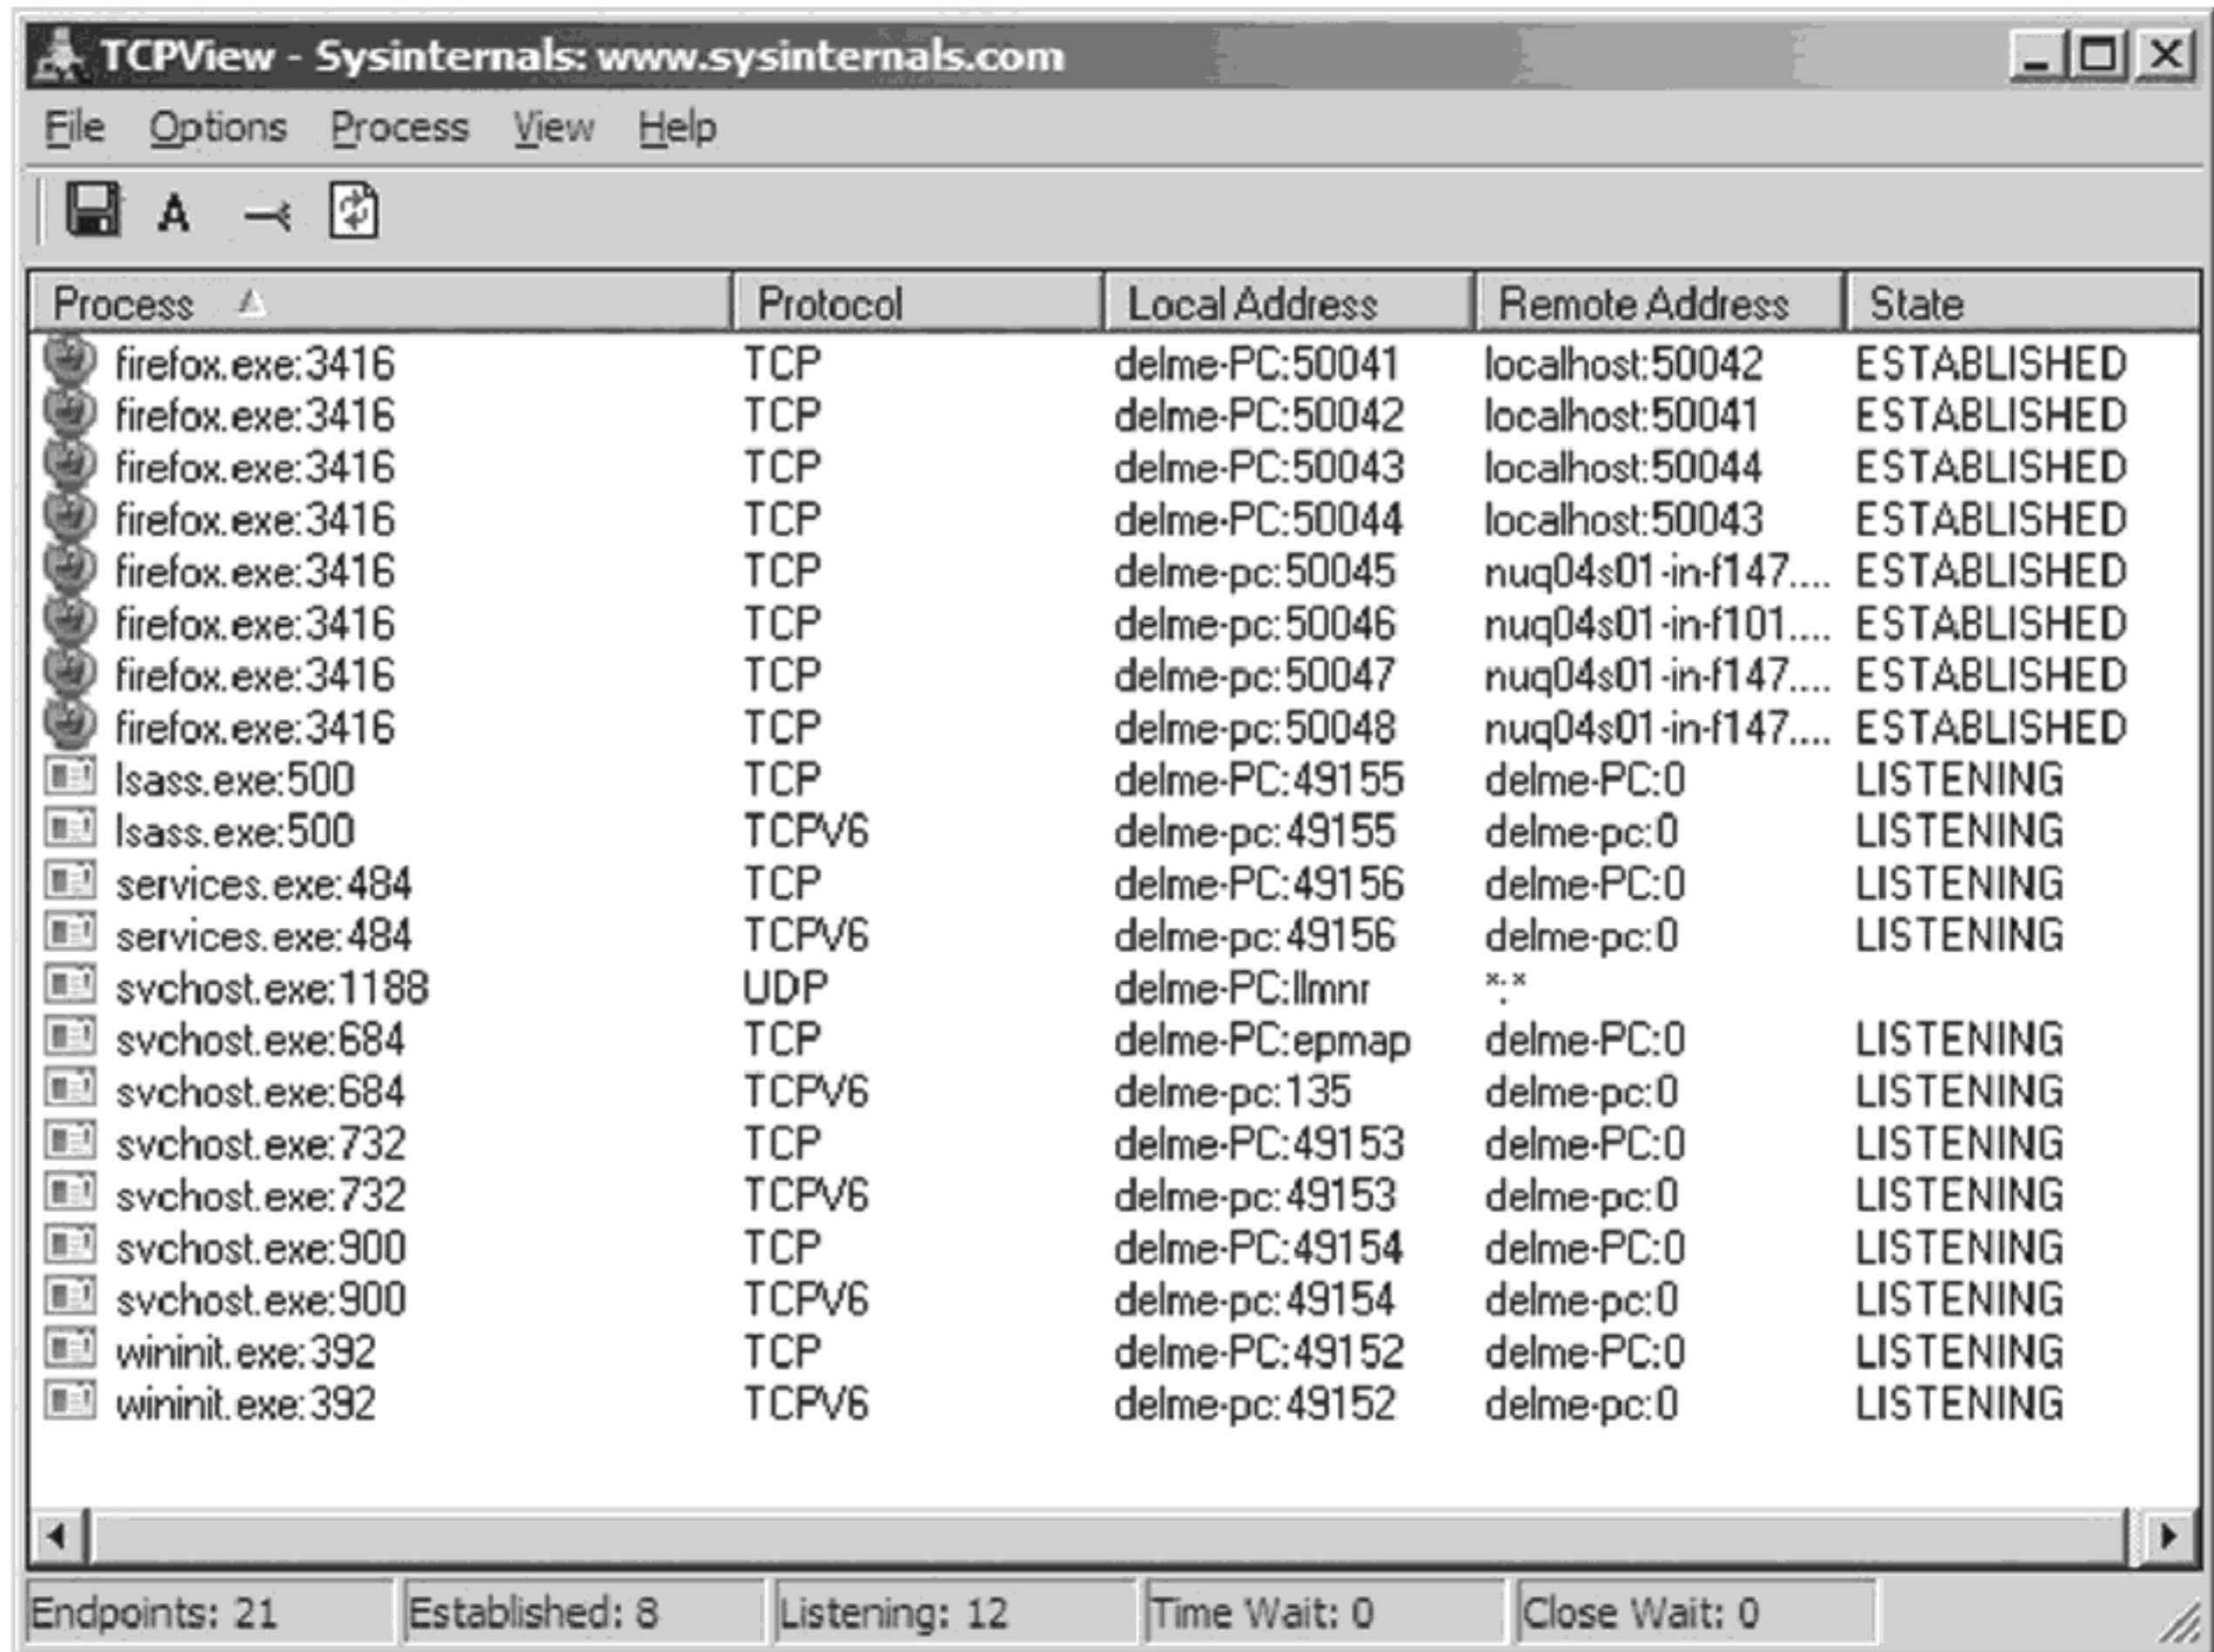 TCPView - Sysinternals: www.sysinternals.com
File Options Process View Help
A
Process Protocol Local Address Remote Address State
firefox.exe:3416 TCP delme-PC:50041 localhost:50042 ESTABLISHED
firefox.exe:3416 TCP delme-PC:50042 localhost:50041 ESTABLISHED
firefox.exe:3416 TCP delme-PC:50043 localhost:50044 ESTABLISHED
firefox.exe:3416 TCP delme-PC:50044 localhost:50043 ESTABLISHED
firefox.exe:3416 TCP delme-pc:50045 nuq04s01-in-f147.... ESTABLISHED
firefox.exe:3416 TCP delme-pc:50046 nuq04s01-in-f101.... ESTABLISHED
firefox.exe:3416 TCP delme-pc:50047 nuq04s01-in-f147.... ESTABLISHED
firefox.exe:3416 TCP delme-pc:50048 nuq04s01-in-f147.... ESTABLISHED
lsass.exe:500 TCP delme-PC:49155 delme-PC:0 LISTENING
lsass.exe:500 TCPV6 delme-pc:49155 delme-pc:0 LISTENING
services.exe:484 TCP delme-PC:49156 delme-PC:0 LISTENING
services.exe:484 TCPV6 delme-pc:49156 delme-pc:0 LISTENING
svchost.exe:1188 UDP delme-PC:llmnr *:*
svchost.exe:684 TCP delme-PC:epmap delme-PC:0 LISTENING
svchost.exe:684 TCPV6 delme-pc:135 delme-pc:0 LISTENING
svchost.exe:732 TCP delme-PC:49153 delme-PC:0 LISTENING
svchost.exe:732 TCPV6 delme-pc:49153 delme-pc:0 LISTENING
svchost.exe:900 TCP delme-PC:49154 delme-PC:0 LISTENING
svchost.exe:900 TCPV6 delme-pc:49154 delme-pc:0 LISTENING
wininit.exe:392 TCP delme-PC:49152 delme-PC:0 LISTENING
wininit.exe:392 TCPV6 delme-pc:49152 delme-pc:0 LISTENING
Endpoints: 21 Established: 8 Listening: 12 Time Wait: 0 Close Wait: 0